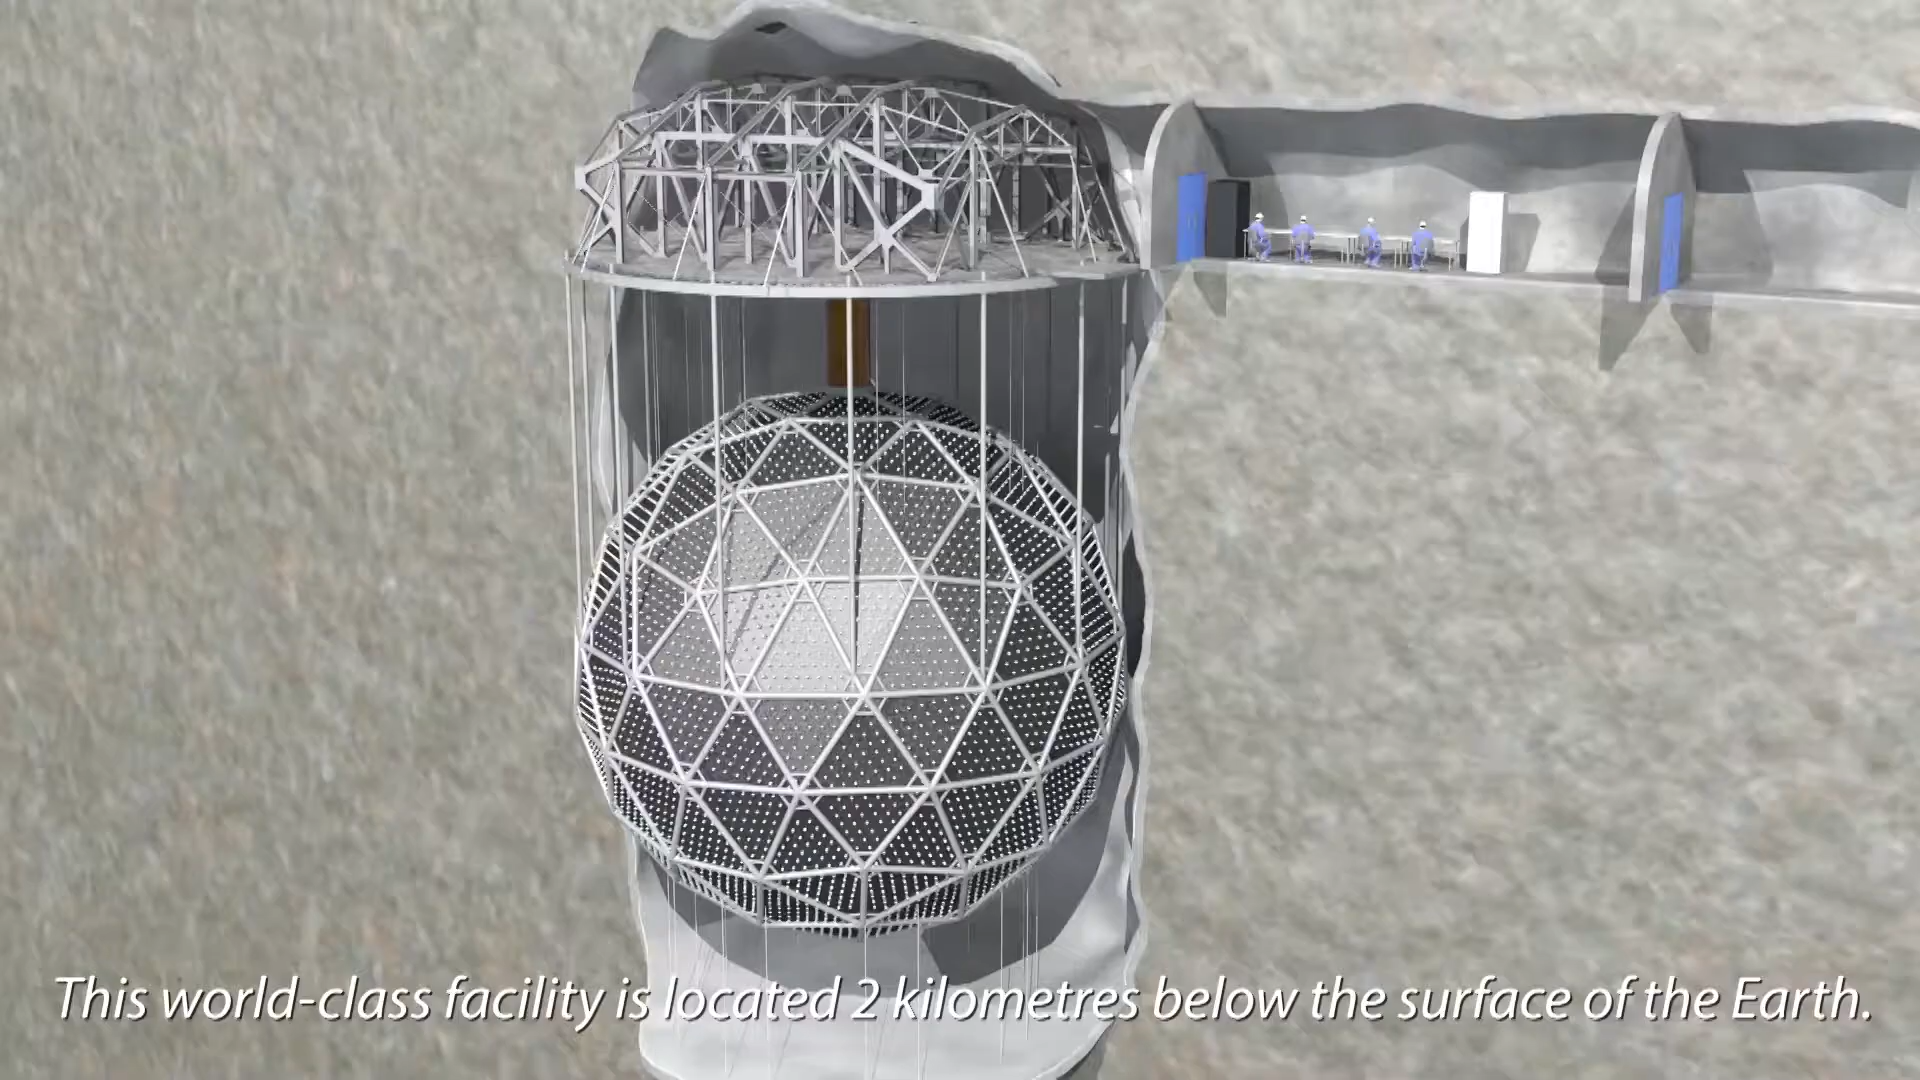 This world-class facility is located 2 kilometres below the surface of the Earth.